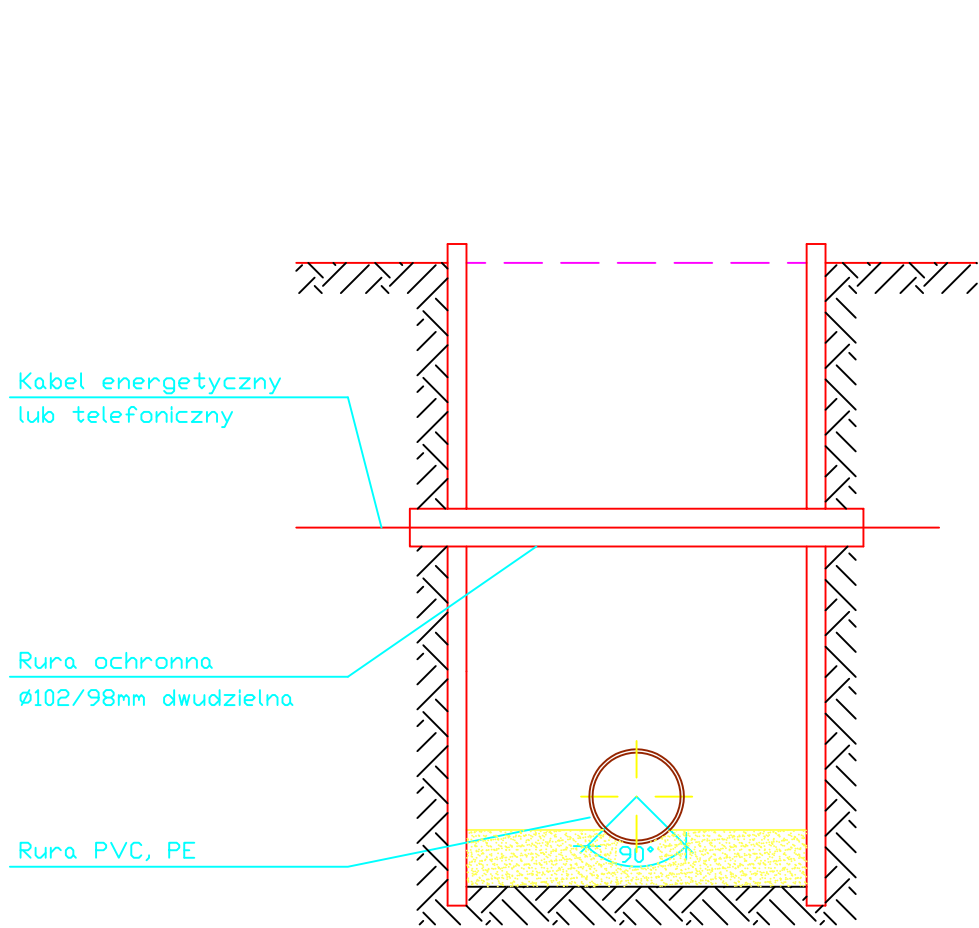 Kabel energetyczny
lub telefoniczny
Rura ochronna
Ø102/98mm dwudzielna
Rura PVC, PE
90°